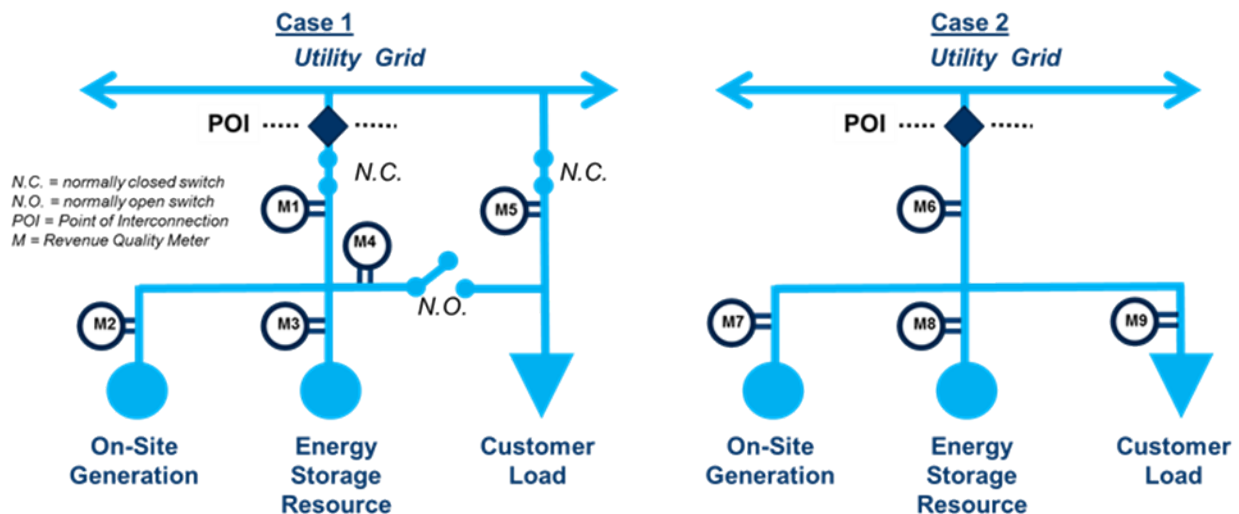 Case 1
Utility Grid
POI
N.C.
N.C.
N.C. = normally closed switch
N.O. = normally open switch
POI = Point of Interconnection
M = Revenue Quality Meter
M1
M5
M4
N.O.
M2
M3
On-Site
Generation
Energy
Storage
Resource
Customer
Load
Case 2
Utility Grid
POI
M6
M7
M8
M9
On-Site
Generation
Energy
Storage
Resource
Customer
Load